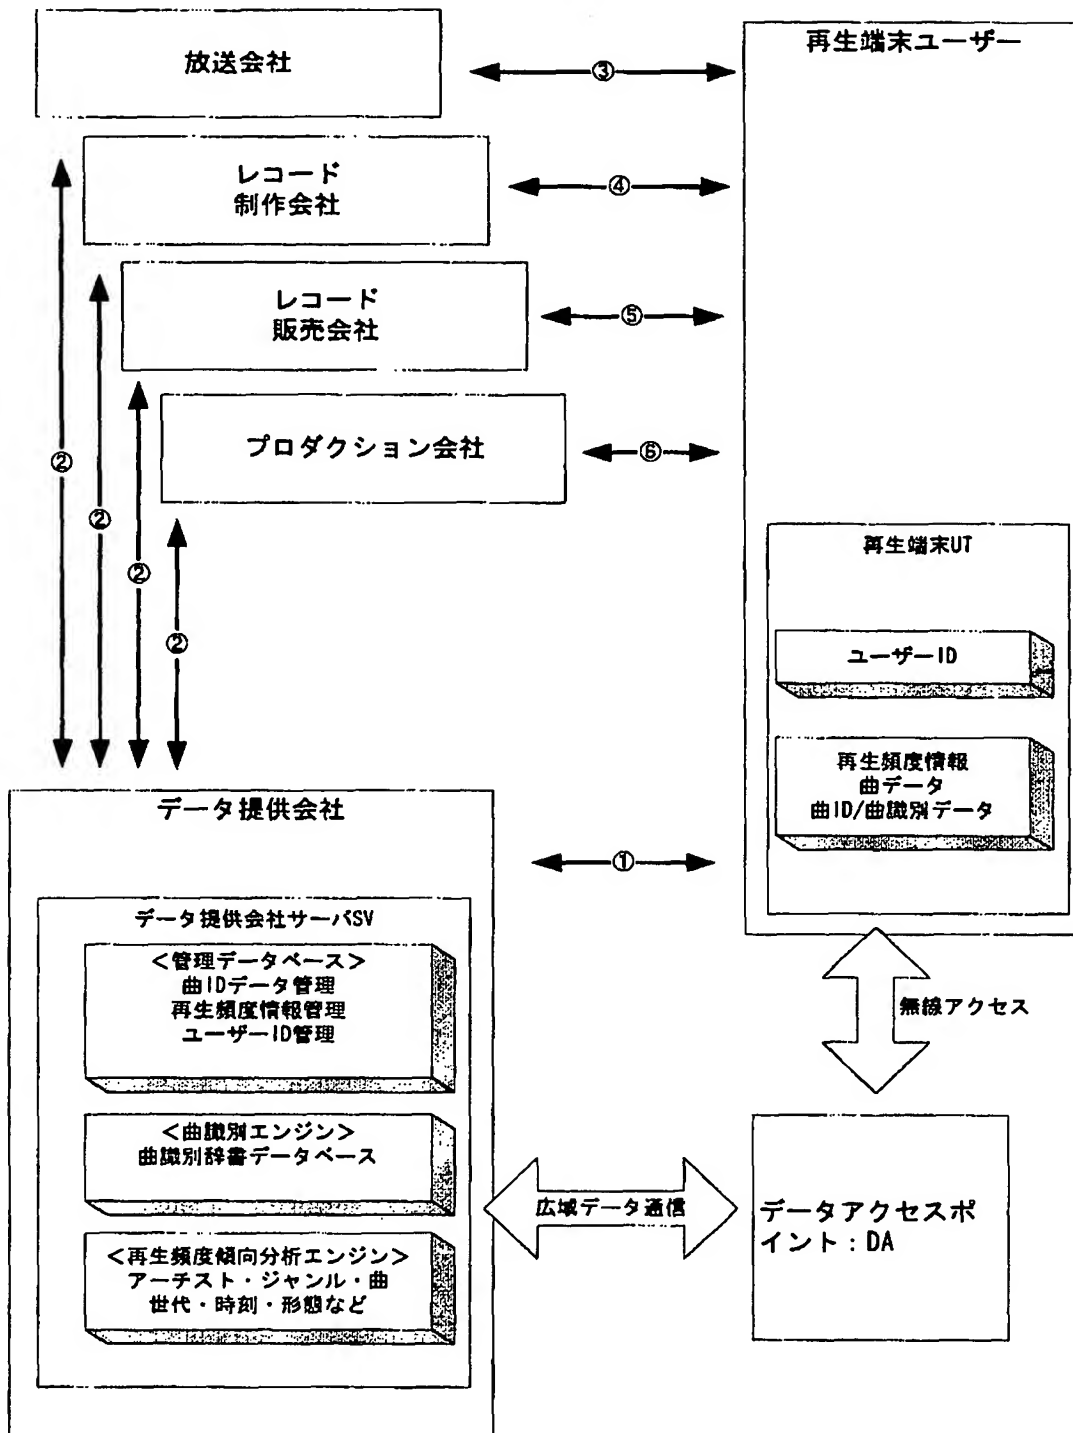 放送会社
③
再生端末ユーザー
レコード
制作会社
④
レコード
販売会社
⑤
プロダクション会社
⑥
②
②
②
②
再生端末UT
ユーザーID
再生頻度情報
曲データ
曲ID/曲識別データ
データ提供会社
①
データ提供会社サーバSV
<管理データベース>
曲IDデータ管理
再生頻度情報管理
ユーザーID管理
<曲識別エンジン>
曲識別辞書データベース
<再生頻度傾向分析エンジン>
アーチスト・ジャンル・曲
世代・時刻・形態など
無線アクセス
広域データ通信
データアクセスポ
イント：DA